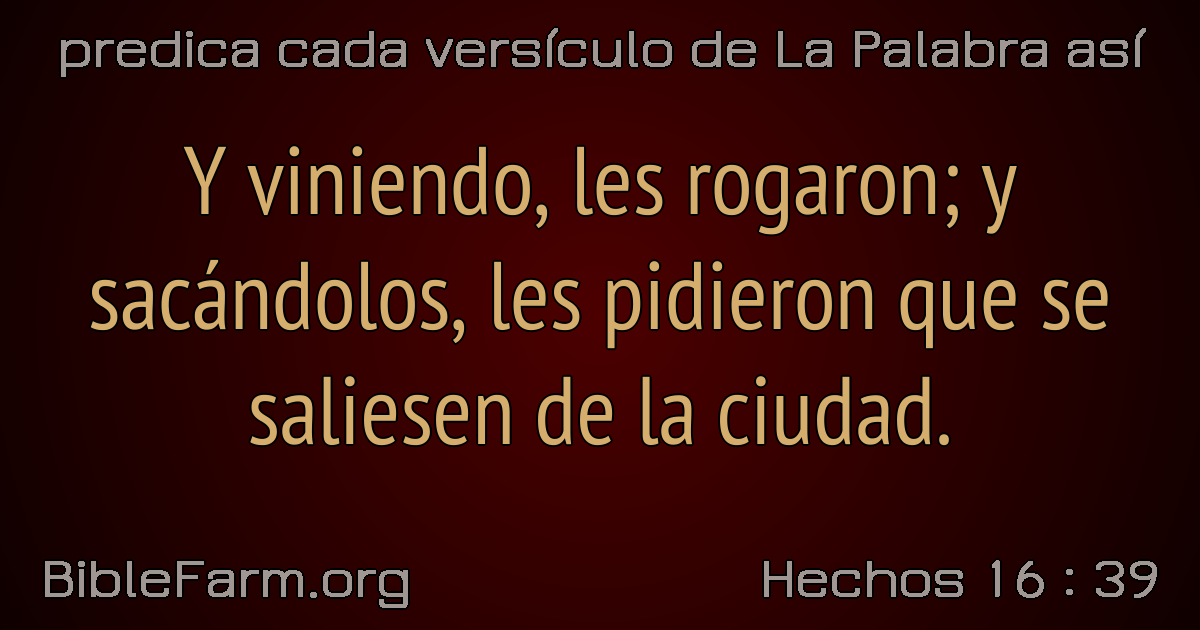 predica cada versículo de La Palabra así
Y viniendo, les rogaron; y
sacándolos, les pidieron que se
saliesen de la ciudad.
BibleFarm.org
Hechos 16 : 39